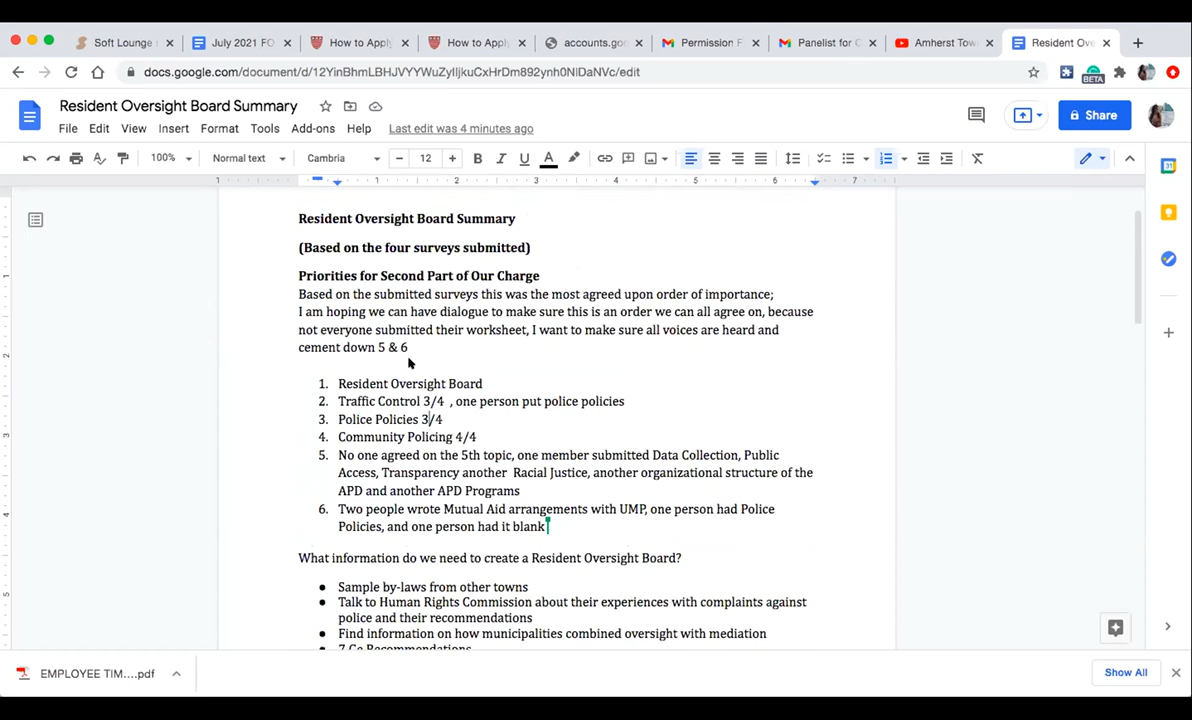 Soft Lounge
July 2021 FO
How to Apply
How to Apply
accounts.goo
Permission F
Panelist for C
Amherst Tow
Resident Ove
docs.google.com/document/d/12YinBhmLBHJVYYWuZyIljkuCxHrDm892ynh0NIDaNVc/edit
BETA
Resident Oversight Board Summary
File Edit View Insert Format Tools Add-ons Help Last edit was 4 minutes ago
Share
100% Normal text Cambria 12 B I U A
1 1 2 3 4 5 6 7
Resident Oversight Board Summary
(Based on the four surveys submitted)
Priorities for Second Part of Our Charge
Based on the submitted surveys this was the most agreed upon order of importance;
I am hoping we can have dialogue to make sure this is an order we can all agree on, because
not everyone submitted their worksheet, I want to make sure all voices are heard and
cement down 5 & 6
1. Resident Oversight Board
2. Traffic Control 3/4 , one person put police policies
3. Police Policies 3/4
4. Community Policing 4/4
5. No one agreed on the 5th topic, one member submitted Data Collection, Public
Access, Transparency another Racial Justice, another organizational structure of the
APD and another APD Programs
6. Two people wrote Mutual Aid arrangements with UMP, one person had Police
Policies, and one person had it blank
What information do we need to create a Resident Oversight Board?
● Sample by-laws from other towns
● Talk to Human Rights Commission about their experiences with complaints against
police and their recommendations
● Find information on how municipalities combined oversight with mediation
EMPLOYEE TIM....pdf
Show All